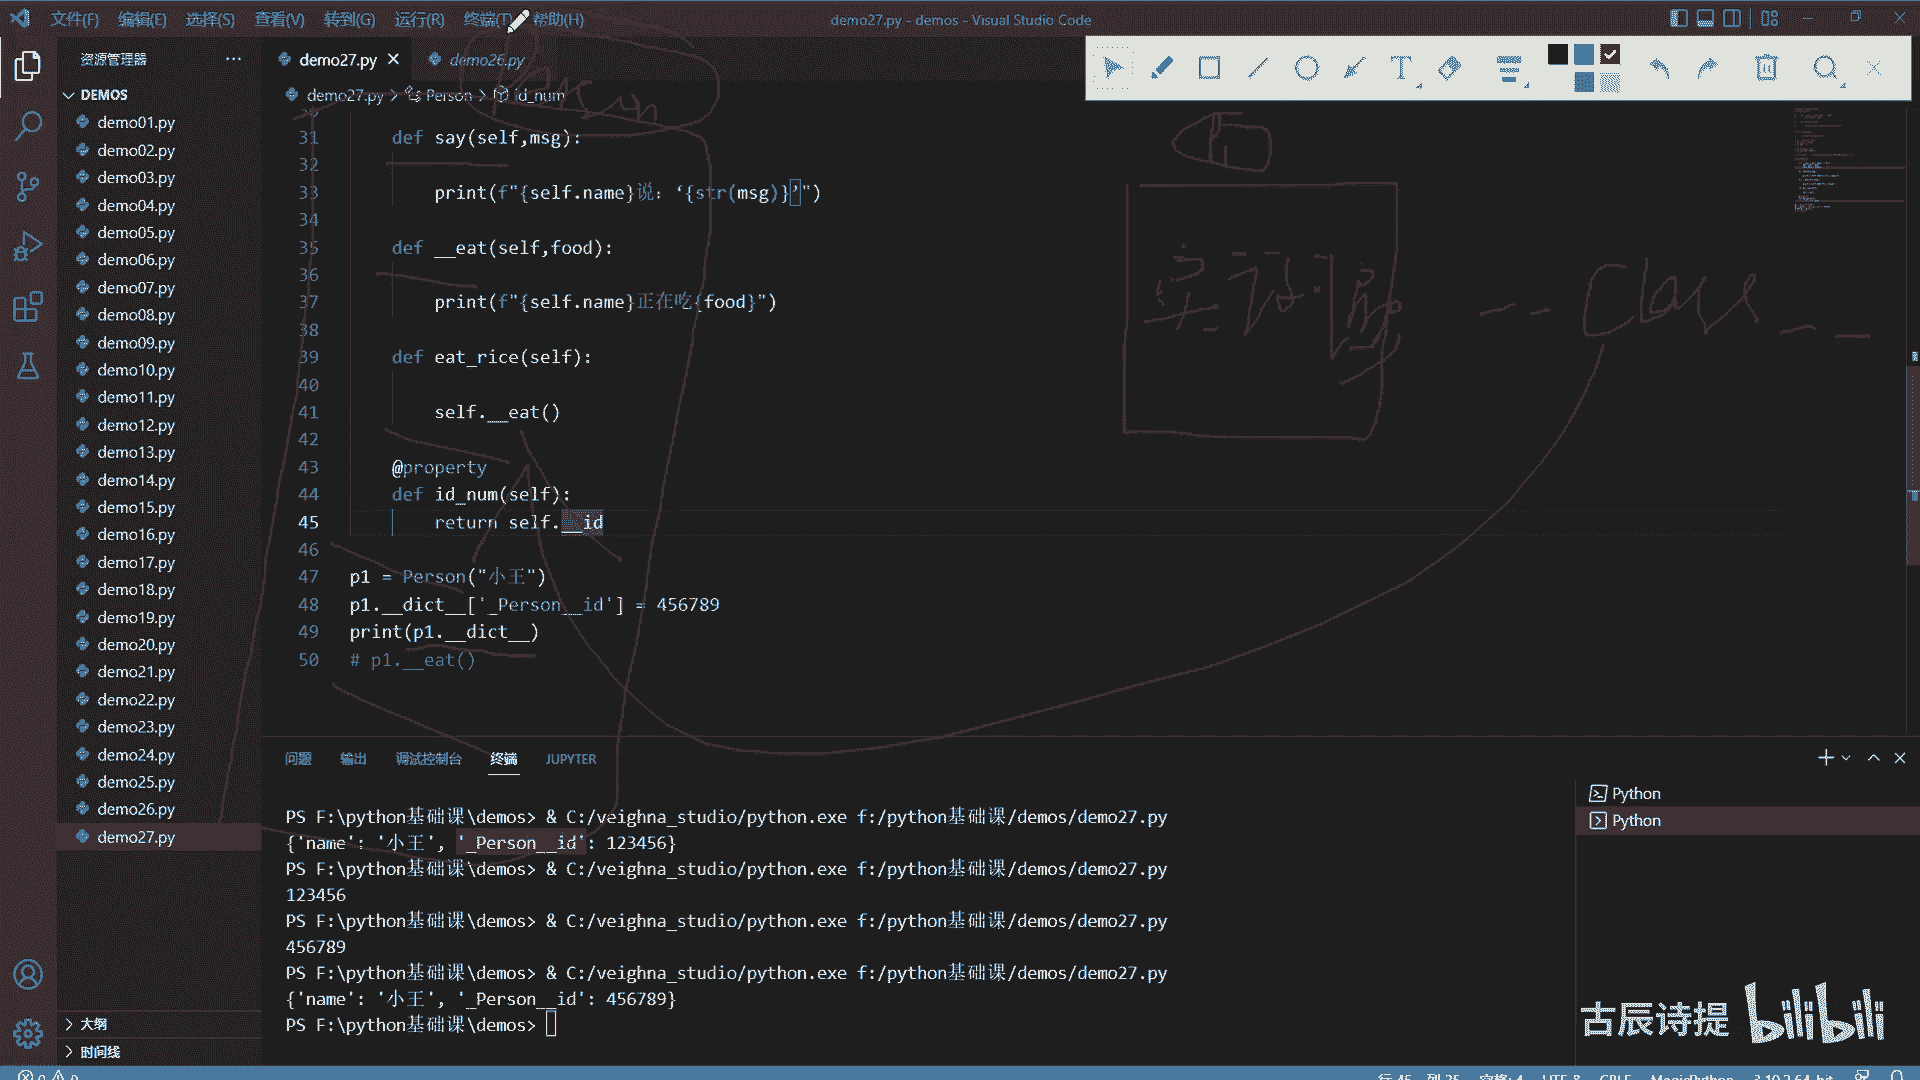 文件(F) 编辑(E) 选择(S) 查看(V) 转到(G) 运行(R) 终端(T) 帮助(H)
demo27.py - demos - Visual Studio Code
资源管理器
DEMOS
demo01.py
demo02.py
demo03.py
demo04.py
demo05.py
demo06.py
demo07.py
demo08.py
demo09.py
demo10.py
demo11.py
demo12.py
demo13.py
demo14.py
demo15.py
demo16.py
demo17.py
demo18.py
demo19.py
demo20.py
demo21.py
demo22.py
demo23.py
demo24.py
demo25.py
demo26.py
demo27.py
大纲
时间线
demo27.py demo26.py
demo27.py > Person > id_num
Person
31 def say(self,msg):
32
33 print(f"{self.name}说：‘{str(msg)}’")
34
35 def __eat(self,food):
36
37 print(f"{self.name}正在吃{food}")
38
39 def eat_rice(self):
40
41 self.__eat()
42
43 @property
44 def id_num(self):
45 return self.__id
46
47 p1 = Person("小王")
48 p1.__dict__['_Person__id'] = 456789
49 print(p1.__dict__)
50 # p1.__eat()
__Class__
问题 输出 调试控制台 终端 JUPYTER
PS F:\python基础课\demos> & C:/veighna_studio/python.exe f:/python基础课/demos/demo27.py
{'name': '小王', '_Person__id': 123456}
PS F:\python基础课\demos> & C:/veighna_studio/python.exe f:/python基础课/demos/demo27.py
123456
PS F:\python基础课\demos> & C:/veighna_studio/python.exe f:/python基础课/demos/demo27.py
456789
PS F:\python基础课\demos> & C:/veighna_studio/python.exe f:/python基础课/demos/demo27.py
{'name': '小王', '_Person__id': 456789}
PS F:\python基础课\demos>
Python
Python
古辰诗提 bilibili